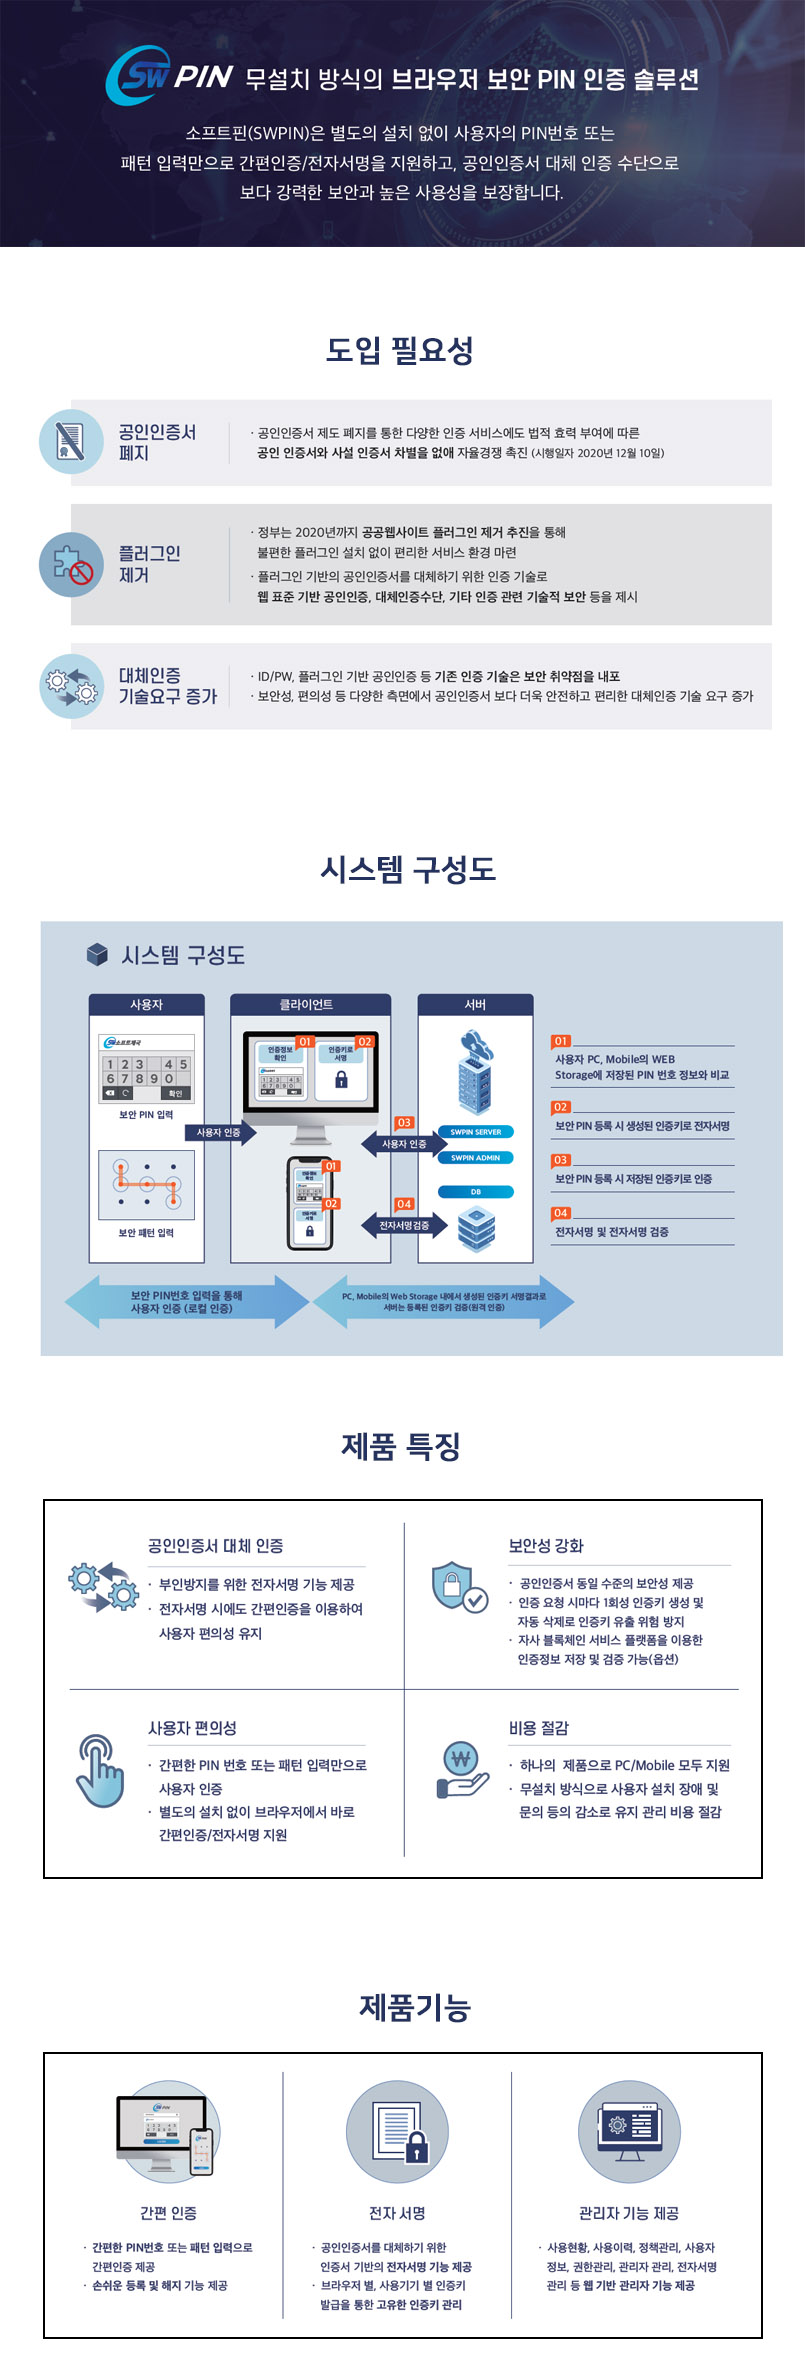 SW PIN 무설치 방식의 브라우저 보안 PIN 인증 솔루션
소프트핀(SWPIN)은 별도의 설치 없이 사용자의 PIN번호 또는
패턴 입력만으로 간편인증/전자서명을 지원하고, 공인인증서 대체 인증 수단으로
보다 강력한 보안과 높은 사용성을 보장합니다.
도입 필요성
공인인증서
폐지
· 공인인증서 제도 폐지를 통한 다양한 인증 서비스에도 법적 효력 부여에 따른
공인 인증서와 사설 인증서 차별을 없애 자율경쟁 촉진 (시행일자 2020년 12월 10일)
플러그인
제거
· 정부는 2020년까지 공공웹사이트 플러그인 제거 추진을 통해
불편한 플러그인 설치 없이 편리한 서비스 환경 마련
· 플러그인 기반의 공인인증서를 대체하기 위한 인증 기술로
웹 표준 기반 공인인증, 대체인증수단, 기타 인증 관련 기술적 보안 등을 제시
대체인증
기술요구 증가
· ID/PW, 플러그인 기반 공인인증 등 기존 인증 기술은 보안 취약점을 내포
· 보안성, 편의성 등 다양한 측면에서 공인인증서 보다 더욱 안전하고 편리한 대체인증 기술 요구 증가
시스템 구성도
시스템 구성도
사용자
SW소프트제국
1 2 3 4 5
6 7 8 9 0
확인
보안 PIN 입력
보안 패턴 입력
사용자 인증
클라이언트
01
인증정보
확인
02
인증키로
서명
01
인증정보
확인
02
인증키로
서명
03
사용자 인증
04
전자서명검증
서버
SWPIN SERVER
SWPIN ADMIN
DB
01
사용자 PC, Mobile의 WEB
Storage에 저장된 PIN 번호 정보와 비교
02
보안 PIN 등록 시 생성된 인증키로 전자서명
03
보안 PIN 등록 시 저장된 인증키로 인증
04
전자서명 및 전자서명 검증
보안 PIN번호 입력을 통해
사용자 인증 (로컬 인증)
PC, Mobile의 Web Storage 내에서 생성된 인증키 서명결과로
서버는 등록된 인증키 검증(원격 인증)
제품 특징
공인인증서 대체 인증
· 부인방지를 위한 전자서명 기능 제공
· 전자서명 시에도 간편인증을 이용하여
사용자 편의성 유지
보안성 강화
· 공인인증서 동일 수준의 보안성 제공
· 인증 요청 시마다 1회성 인증키 생성 및
자동 삭제로 인증키 유출 위험 방지
· 자사 블록체인 서비스 플랫폼을 이용한
인증정보 저장 및 검증 가능(옵션)
사용자 편의성
· 간편한 PIN 번호 또는 패턴 입력만으로
사용자 인증
· 별도의 설치 없이 브라우저에서 바로
간편인증/전자서명 지원
비용 절감
· 하나의 제품으로 PC/Mobile 모두 지원
· 무설치 방식으로 사용자 설치 장애 및
문의 등의 감소로 유지 관리 비용 절감
제품기능
SW PIN
간편 인증
· 간편한 PIN번호 또는 패턴 입력으로
간편인증 제공
· 손쉬운 등록 및 해지 기능 제공
전자 서명
· 공인인증서를 대체하기 위한
인증서 기반의 전자서명 기능 제공
· 브라우저 별, 사용기기 별 인증키
발급을 통한 고유한 인증키 관리
관리자 기능 제공
· 사용현황, 사용이력, 정책관리, 사용자
정보, 권한관리, 관리자 관리, 전자서명
관리 등 웹 기반 관리자 기능 제공